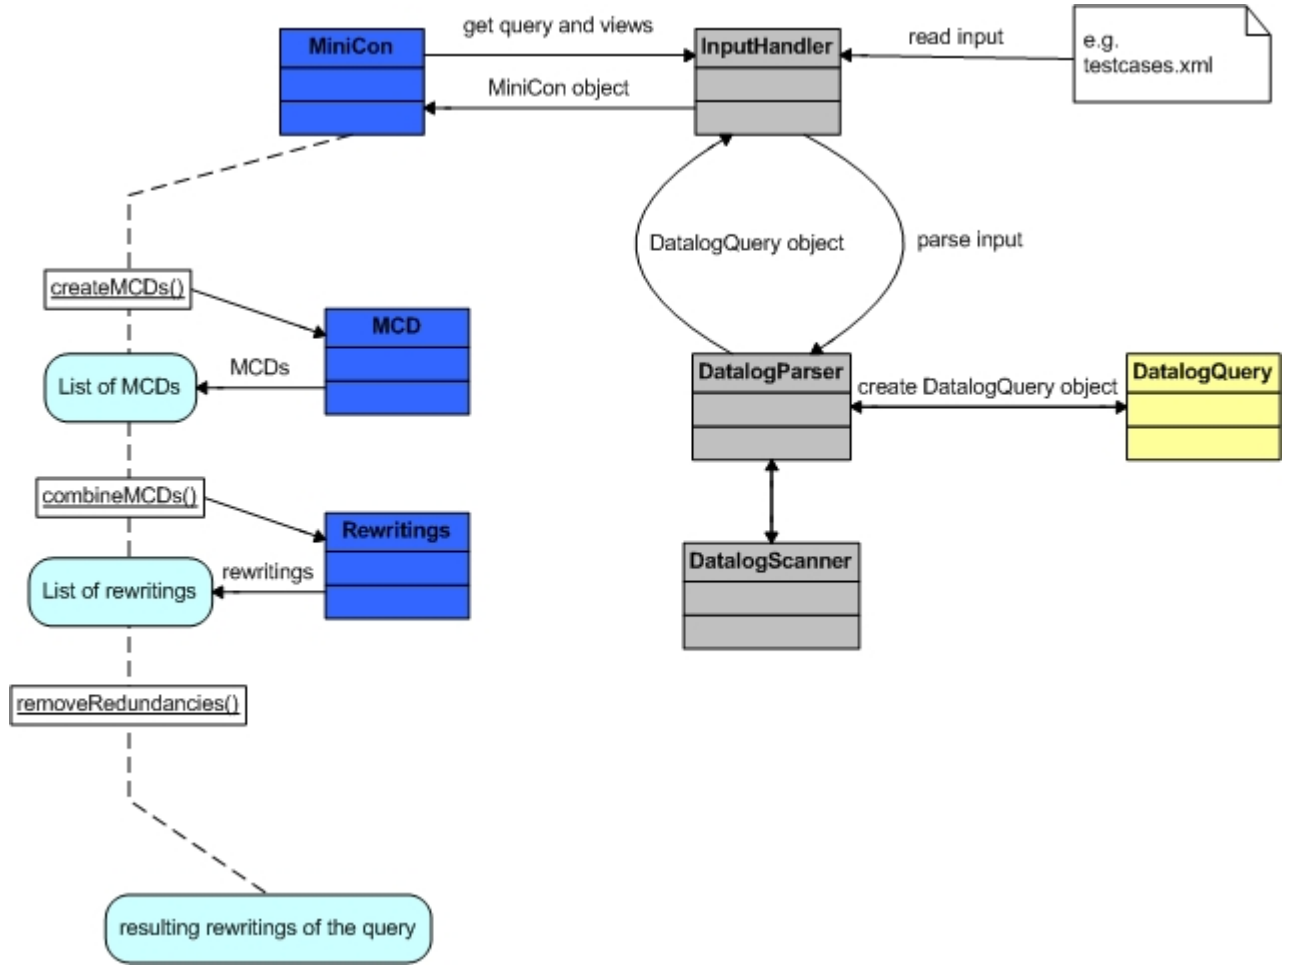 MiniCon
get query and views
InputHandler
read input
e.g.
testcases.xml
MiniCon object
DatalogQuery object
parse input
createMCDs()
MCD
MCDs
List of MCDs
DatalogParser
create DatalogQuery object
DatalogQuery
combineMCDs()
Rewritings
rewritings
List of rewritings
DatalogScanner
removeRedundancies()
resulting rewritings of the query